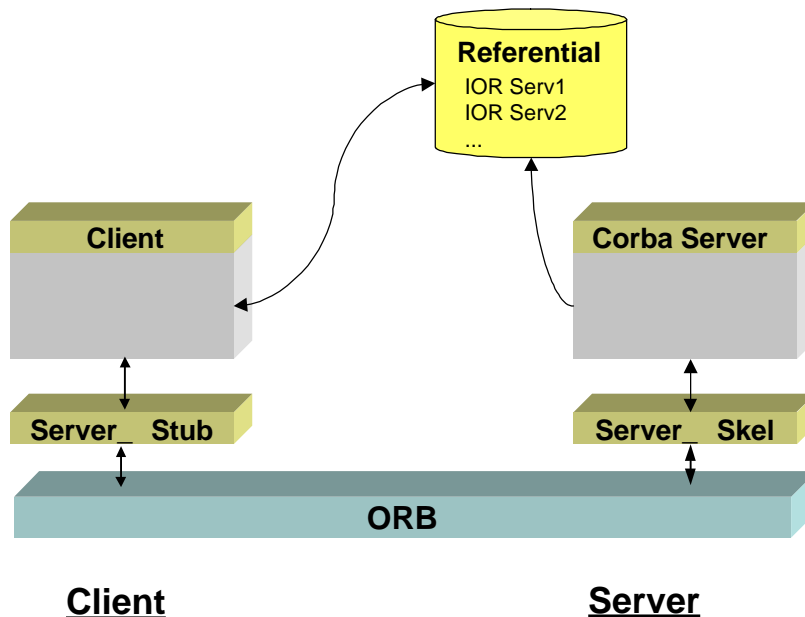 Referential
IOR Serv1
IOR Serv2
...
Client
Corba Server
Server_ Stub
Server_ Skel
ORB
Client
Server